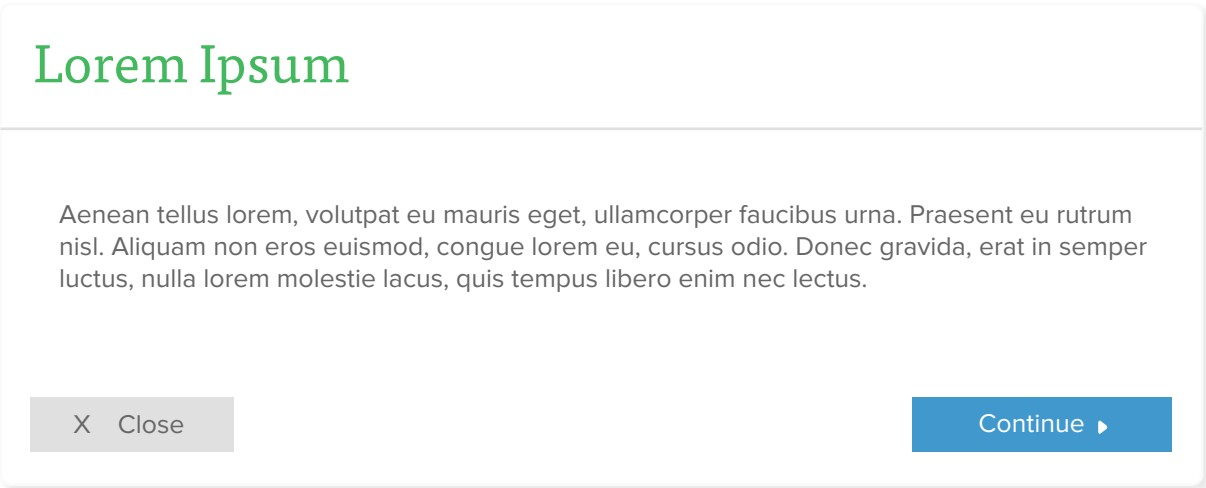 Lorem Ipsum
Aenean tellus lorem, volutpat eu mauris eget, ullamcorper faucibus urna. Praesent eu rutrum
nisl. Aliquam non eros euismod, congue lorem eu, cursus odio. Donec gravida, erat in semper
luctus, nulla lorem molestie lacus, quis tempus libero enim nec lectus.
X Close
Continue